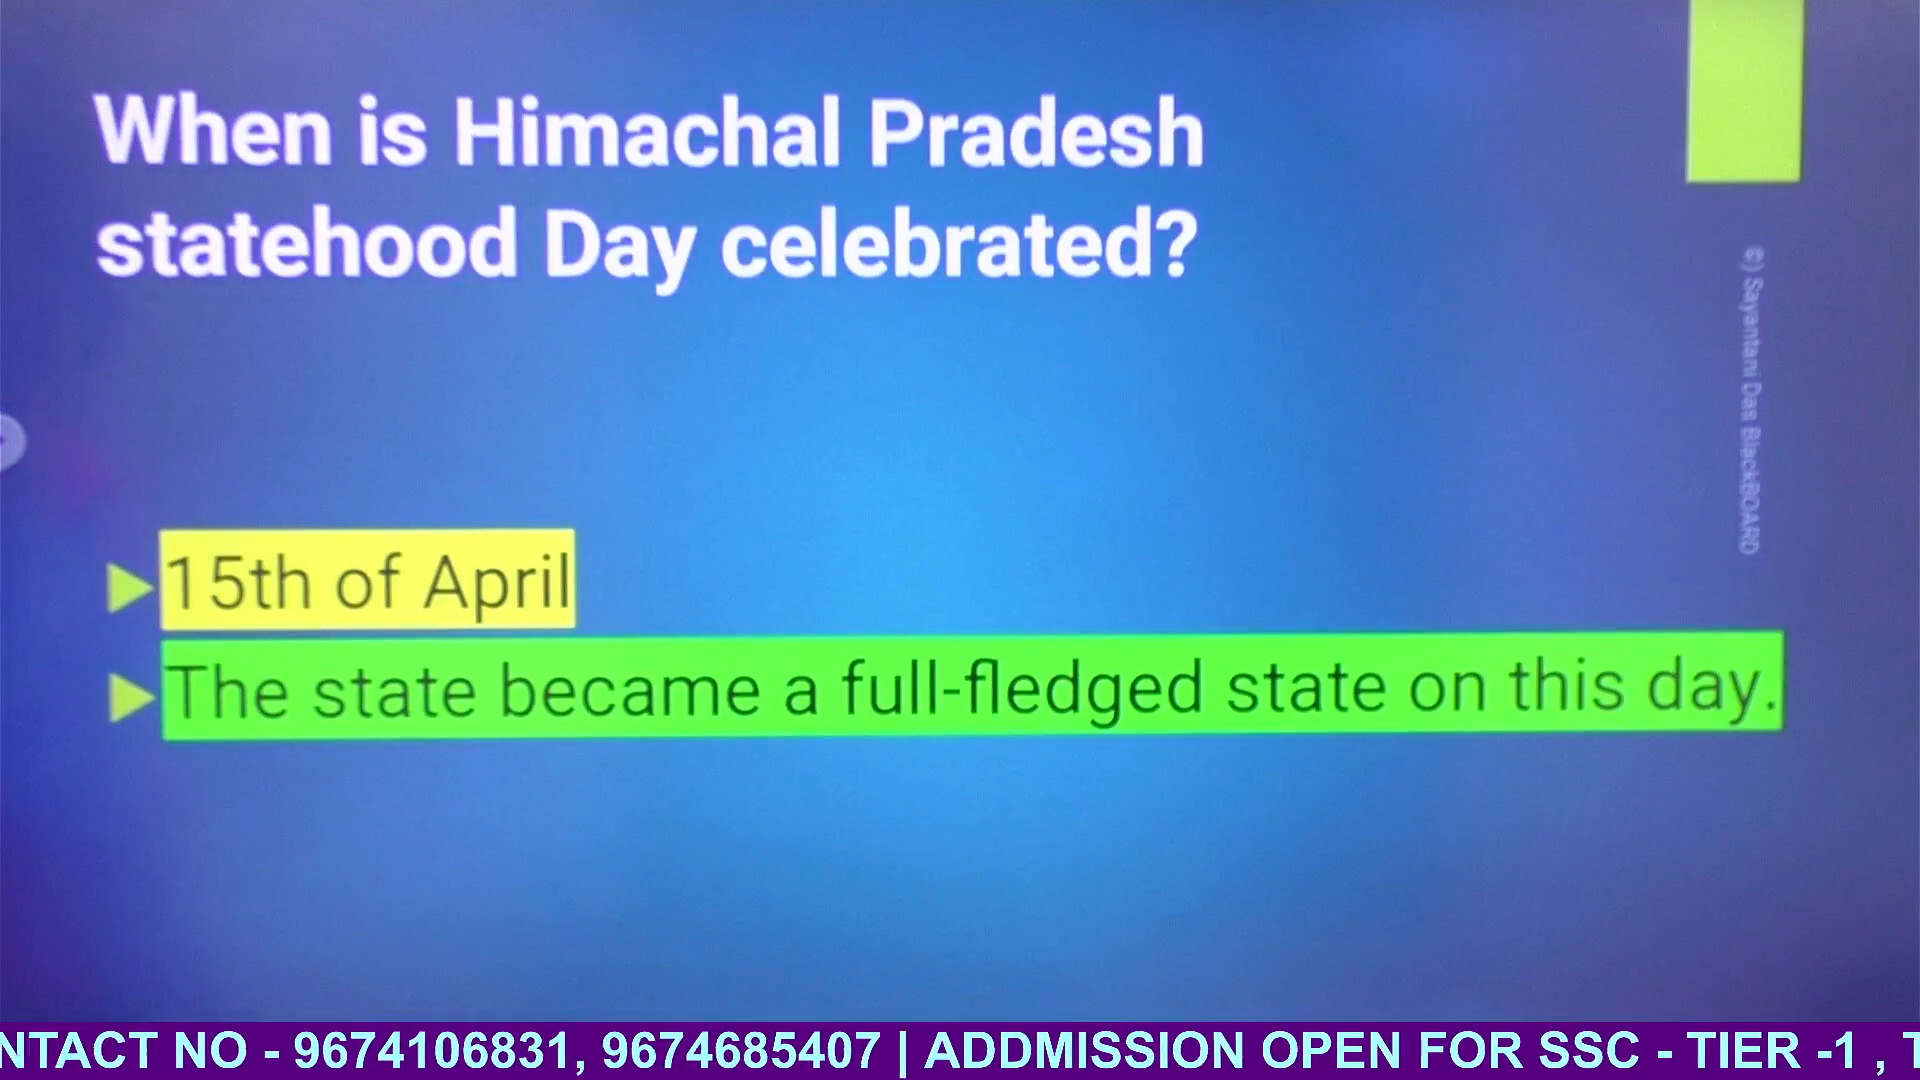 When is Himachal Pradesh
statehood Day celebrated?
©) Sayantani Das BlackBOARD
15th of April
The state became a full-fledged state on this day.
NTACT NO - 9674106831, 9674685407 | ADDMISSION OPEN FOR SSC - TIER -1 , T